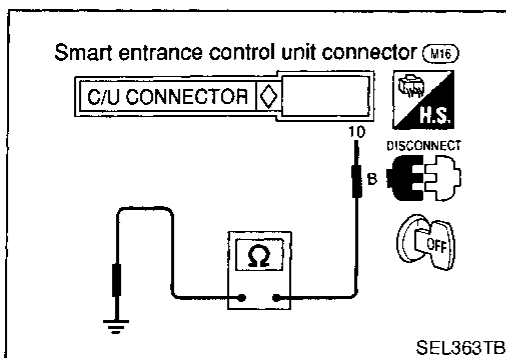 Smart entrance control unit connector (M16)
C/U CONNECTOR
H.S.
10
DISCONNECT
B
Ω
OFF
SEL363TB